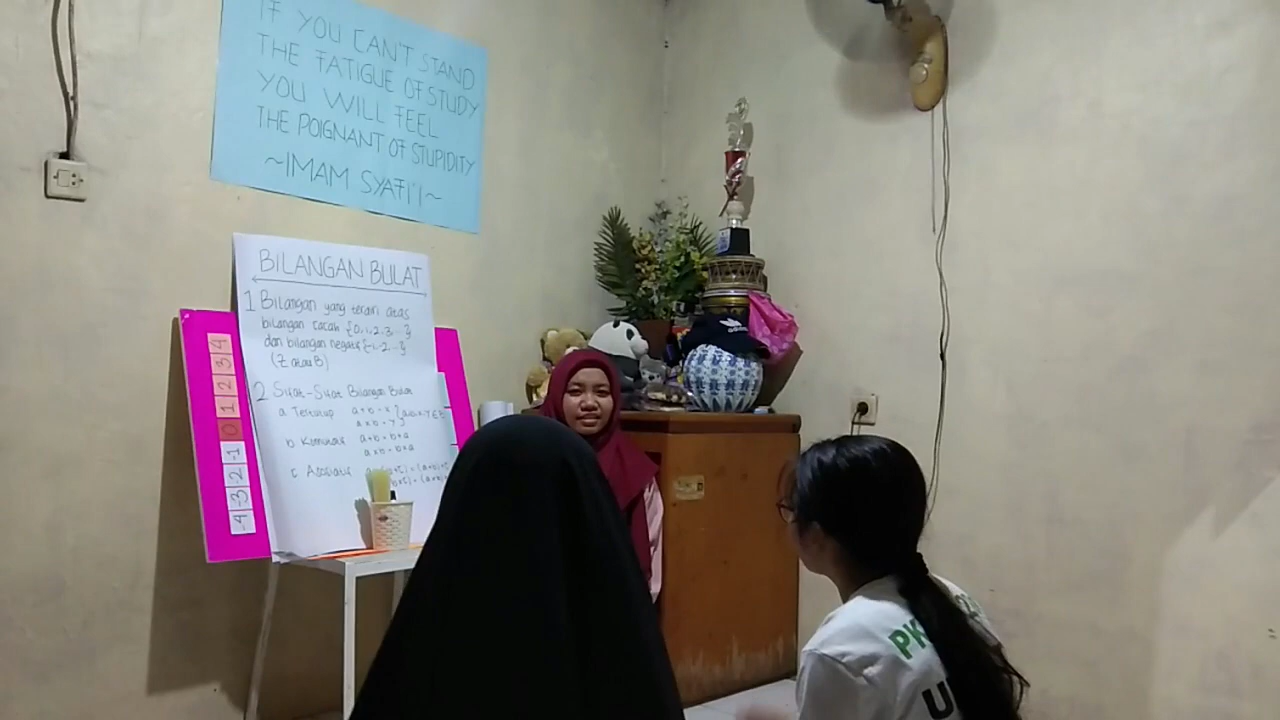 IF YOU CAN'T STAND
THE FATIGUE OF STUDY
YOU WILL FEEL
THE POIGNANT OF STUPIDITY
~IMAM SYAFI'I~
BILANGAN BULAT
1 Bilangan yang terdiri atas
bilangan cacah {0,1,2,3...}
dan bilangan negatif {-1,-2...}
(Z atau B)
2 Sifat-Sifat Bilangan Bulat
a. Tertutup a+b = x
a×b = y
b. Komutatif a+b = b+a
a×b = b×a
c. Asosiatif
4
3
2
1
0
-1
-2
-3
-4
adidas
PK
U